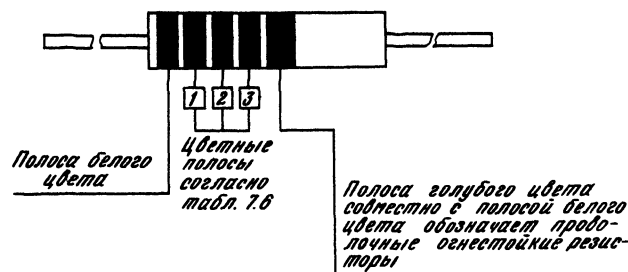 1 2 3
Полоса белого
цвета
Цветные
полосы
согласно
табл. 7.6
Полоса голубого цвета
совместно с полосой белого
цвета обозначает прово-
лочные огнестойкие резис-
торы